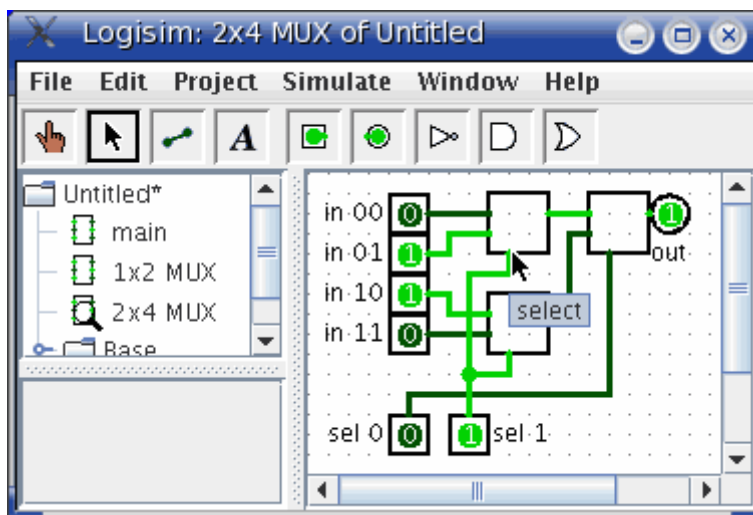 Logisim: 2x4 MUX of Untitled
File Edit Project Simulate Window Help
A
Untitled*
main
1x2 MUX
2x4 MUX
Base
in 00 0
in 01 1
in 10 1
in 11 0
1
out
select
sel 0 0 1 sel 1